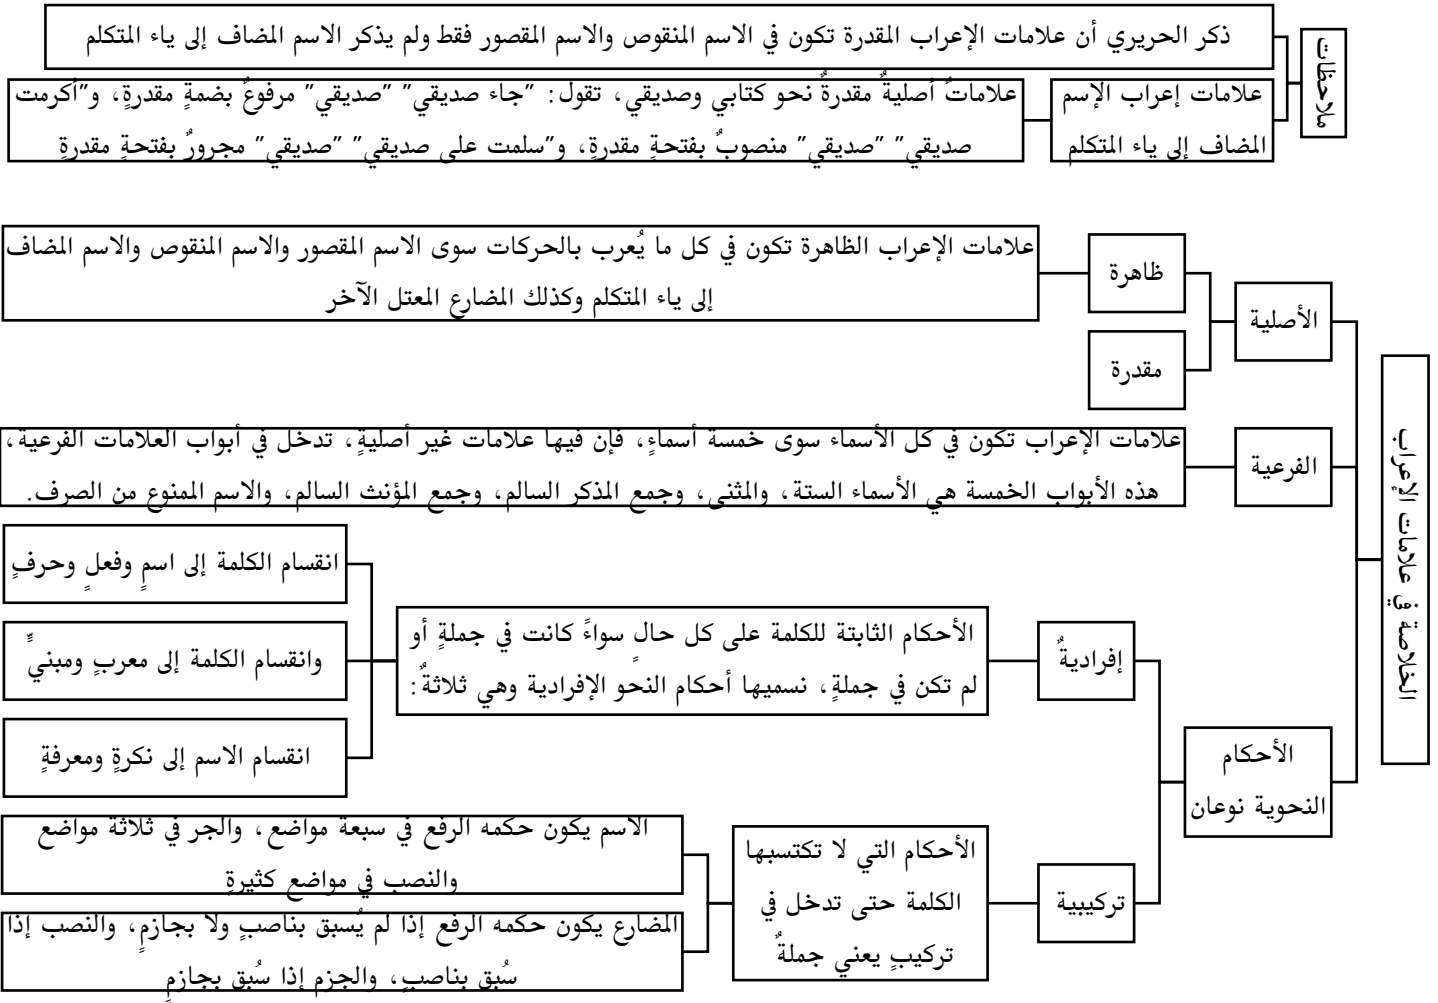 ملاحظات
ذكر الحريري أن علامات الإعراب المقدرة تكون في الاسم المنقوص والاسم المقصور فقط ولم يذكر الاسم المضاف إلى ياء المتكلم
علامات إعراب الإسم
المضاف إلى ياء المتكلم
علاماتٌ أصليةٌ مقدرةٌ نحو كتابي وصديقي، تقول: "جاء صديقي" "صديقي" مرفوعٌ بضمةٍ مقدرةٍ، و"أكرمت
صديقي" "صديقي" منصوبٌ بفتحةٍ مقدرةٍ، و"سلمت على صديقي" "صديقي" مجرورٌ بفتحةٍ مقدرةٍ
الخلاصة في علامات الإعراب
الأصلية
ظاهرة
علامات الإعراب الظاهرة تكون في كل ما يُعرب بالحركات سوى الاسم المقصور والاسم المنقوص والاسم المضاف
إلى ياء المتكلم وكذلك المضارع المعتل الآخر
مقدرة
الفرعية
علامات الإعراب تكون في كل الأسماء سوى خمسة أسماءٍ، فإن فيها علامات غير أصليةٍ، تدخل في أبواب العلامات الفرعية،
هذه الأبواب الخمسة هي الأسماء الستة، والمثنى، وجمع المذكر السالم، وجمع المؤنث السالم، والاسم الممنوع من الصرف.
الأحكام
النحوية نوعان
إفراديةٌ
الأحكام الثابتة للكلمة على كل حالٍ سواءً كانت في جملةٍ أو
لم تكن في جملةٍ، نسميها أحكام النحو الإفرادية وهي ثلاثةٌ:
انقسام الكلمة إلى اسمٍ وفعلٍ وحرفٍ
وانقسام الكلمة إلى معربٍ ومبنيٍّ
انقسام الاسم إلى نكرةٍ ومعرفةٍ
تركيبية
الأحكام التي لا تكتسبها
الكلمة حتى تدخل في
تركيبٍ يعني جملةٌ
الاسم يكون حكمه الرفع في سبعة مواضع، والجر في ثلاثة مواضع
والنصب في مواضع كثيرةٍ
المضارع يكون حكمه الرفع إذا لم يُسبق بناصبٍ ولا بجازمٍ، والنصب إذا
سُبق بناصبٍ، والجزم إذا سُبق بجازمٍ